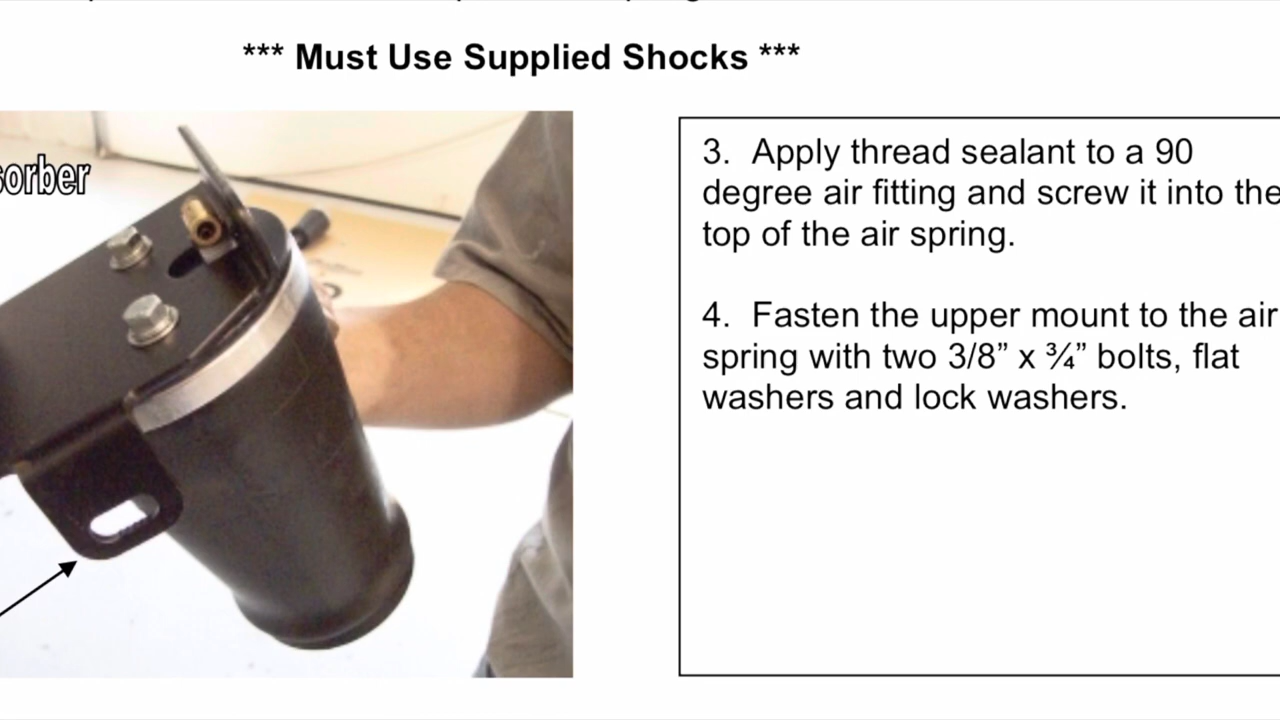 *** Must Use Supplied Shocks ***
3. Apply thread sealant to a 90
degree air fitting and screw it into the
top of the air spring.
4. Fasten the upper mount to the air
spring with two 3/8” x ¾” bolts, flat
washers and lock washers.